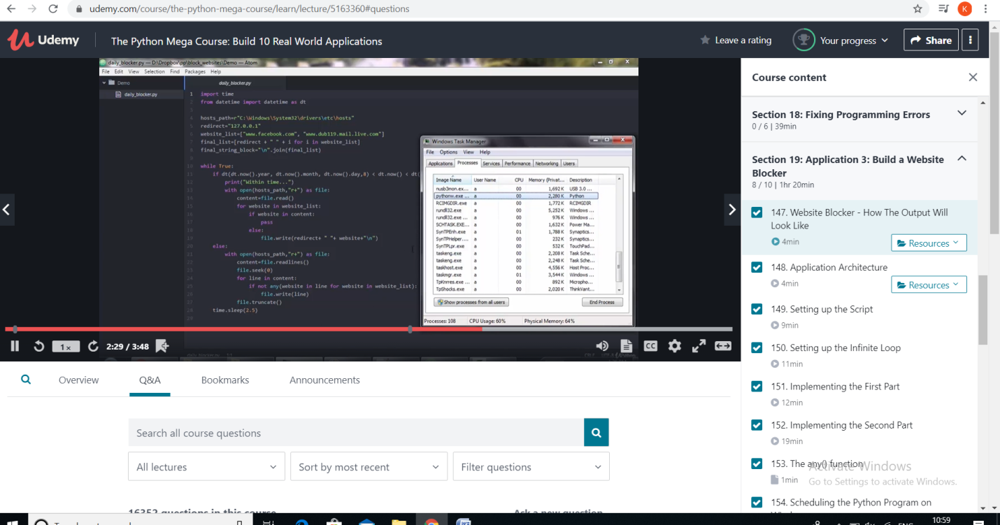 udemy.com/course/the-python-mega-course/learn/lecture/5163360#questions
K
Udemy
The Python Mega Course: Build 10 Real World Applications
Leave a rating
Your progress
Share
daily_blocker.py — D:\Dropbox\pp\block_websites\Demo — Atom
File Edit View Selection Find Packages Help
Demo
daily_blocker.py
daily_blocker.py
1 import time
2 from datetime import datetime as dt
3
4 hosts_path=r"C:\Windows\System32\drivers\etc\hosts"
5 redirect="127.0.0.1"
6 website_list=["www.facebook.com", "www.dub119.mail.live.com"]
7 final_list=[redirect + " " + i for i in website_list]
8 final_string_block="\n".join(final_list)
9
10 while True:
11 if dt(dt.now().year, dt.now().month, dt.now().day,8) < dt.now() < dt(
12 print("Within time...")
13 with open(hosts_path,"r+") as file:
14 content=file.read()
15 for website in website_list:
16 if website in content:
17 pass
18 else:
19 file.write(redirect+ " "+ website+"\n")
20 else:
21 with open(hosts_path,"r+") as file:
22 content=file.readlines()
23 file.seek(0)
24 for line in content:
25 if not any(website in line for website in website_list):
26 file.write(line)
27 file.truncate()
28 time.sleep(2.5)
29
Windows Task Manager
File Options View Help
Applications Processes Services Performance Networking Users
Image Name User Name CPU Memory (Privat... Description
nusb3mon.ex... a 00 1,692 K USB 3.0 ...
pythonw.exe ... a 00 2,280 K Python
RCIMGDIR.exe a 00 1,772 K RCIMGDIR
rundll32.exe a 00 5,252 K Windows ...
rundll32.exe ... a 00 976 K Windows ...
SCHTASK.EXE... a 00 1,632 K Power Ma...
SynTPEnh.exe a 01 1,788 K Synaptics...
SynTPHelper.... a 00 232 K Synaptics...
SynTPLpr.exe a 00 532 K TouchPad...
taskeng.exe a 00 2,208 K Task Sche...
taskeng.exe a 00 2,248 K Task Sche...
taskhost.exe a 00 4,556 K Host Proc...
taskmgr.exe a 01 3,544 K Windows...
TpKnrres.exe ... a 00 892 K Micropho...
TpShocks.exe a 00 2,020 K ThinkVant...
Show processes from all users
End Process
Processes: 108 CPU Usage: 60% Physical Memory: 64%
1x
2:29 / 3:48
CC
Overview
Q&A
Bookmarks
Announcements
Search all course questions
All lectures
Sort by most recent
Filter questions
16352 questions in this course
Ask a new question
Course content
Section 18: Fixing Programming Errors
0 / 6 | 39min
Section 19: Application 3: Build a Website
Blocker
8 / 10 | 1hr 20min
147. Website Blocker - How The Output Will
Look Like
4min
Resources
148. Application Architecture
4min
Resources
149. Setting up the Script
9min
150. Setting up the Infinite Loop
11min
151. Implementing the First Part
12min
152. Implementing the Second Part
19min
153. The any() function
1min
Activate Windows
Go to Settings to activate Windows.
154. Scheduling the Python Program on
10:59